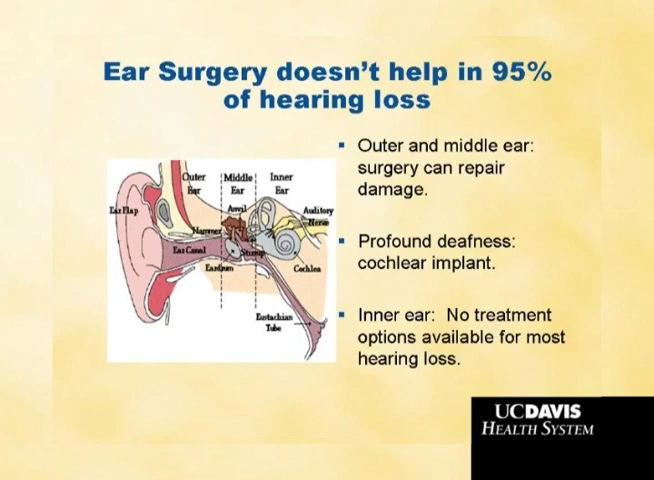 Ear Surgery doesn't help in 95%
of hearing loss
Outer Middle Inner
Ear Ear Ear
Ear Flap
Anvil
Auditory
Nerve
Hammer
Ear Canal
Stirrup
Eardrum
Cochlea
Eustachian
Tube
▪ Outer and middle ear:
surgery can repair
damage.
▪ Profound deafness:
cochlear implant.
▪ Inner ear: No treatment
options available for most
hearing loss.
UCDAVIS
HEALTH SYSTEM